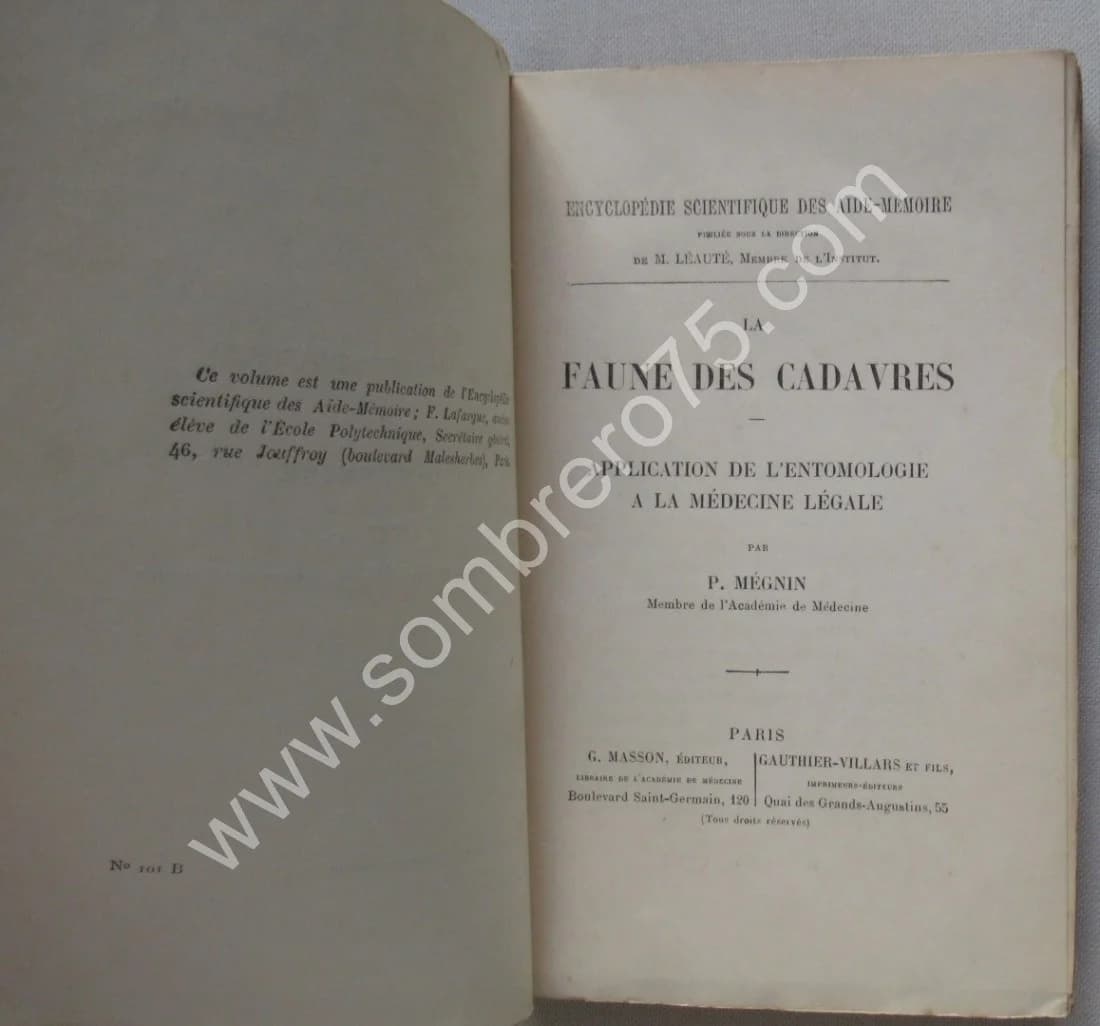 Ce volume est une publication de l'Encyclopédie
scientifique des Aide-Mémoire ; F. Lafargue, ancien
élève de l'École Polytechnique, Secrétaire général,
46, rue Jouffroy (boulevard Malesherbes), Paris.
No 101 B
ENCYCLOPÉDIE SCIENTIFIQUE DES AIDE-MÉMOIRE
PUBLIÉE SOUS LA DIRECTION
DE M. LÉAUTÉ, MEMBRE DE L'INSTITUT.
LA
FAUNE DES CADAVRES
—
APPLICATION DE L'ENTOMOLOGIE
A LA MÉDECINE LÉGALE
PAR
P. MÉGNIN
Membre de l'Académie de Médecine
PARIS
G. MASSON, ÉDITEUR,
LIBRAIRE DE L'ACADÉMIE DE MÉDECINE
Boulevard Saint-Germain, 120
GAUTHIER-VILLARS ET FILS,
IMPRIMEURS-ÉDITEURS
Quai des Grands-Augustins, 55
(Tous droits réservés)
www.sombrero75.com